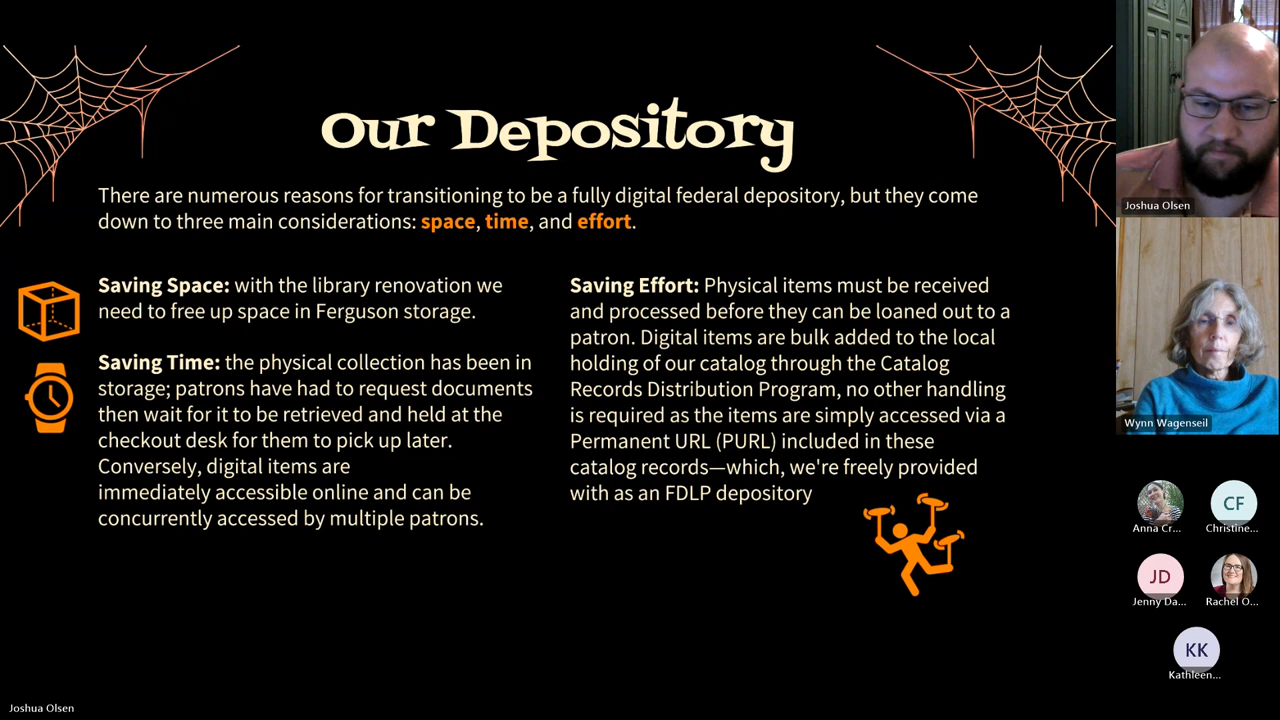 Our Depository
There are numerous reasons for transitioning to be a fully digital federal depository, but they come
down to three main considerations: space, time, and effort.
Saving Space: with the library renovation we
need to free up space in Ferguson storage.
Saving Time: the physical collection has been in
storage; patrons have had to request documents
then wait for it to be retrieved and held at the
checkout desk for them to pick up later.
Conversely, digital items are
immediately accessible online and can be
concurrently accessed by multiple patrons.
Saving Effort: Physical items must be received
and processed before they can be loaned out to a
patron. Digital items are bulk added to the local
holding of our catalog through the Catalog
Records Distribution Program, no other handling
is required as the items are simply accessed via a
Permanent URL (PURL) included in these
catalog records—which, we're freely provided
with as an FDLP depository
Joshua Olsen
Joshua Olsen
Wynn Wagenseil
Anna Cr...
CF
Christine...
JD
Jenny Da...
Rachel O...
KK
Kathleen...